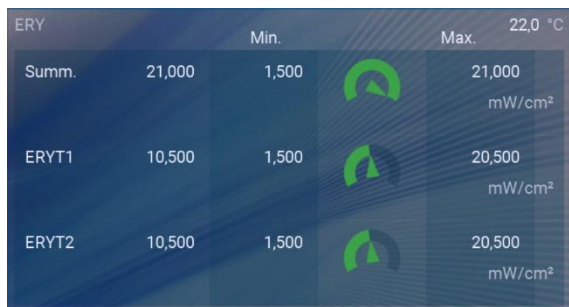 ERY 22,0 °C
Min. Max.
Summ. 21,000 1,500 21,000
mW/cm²
ERYT1 10,500 1,500 20,500
mW/cm²
ERYT2 10,500 1,500 20,500
mW/cm²